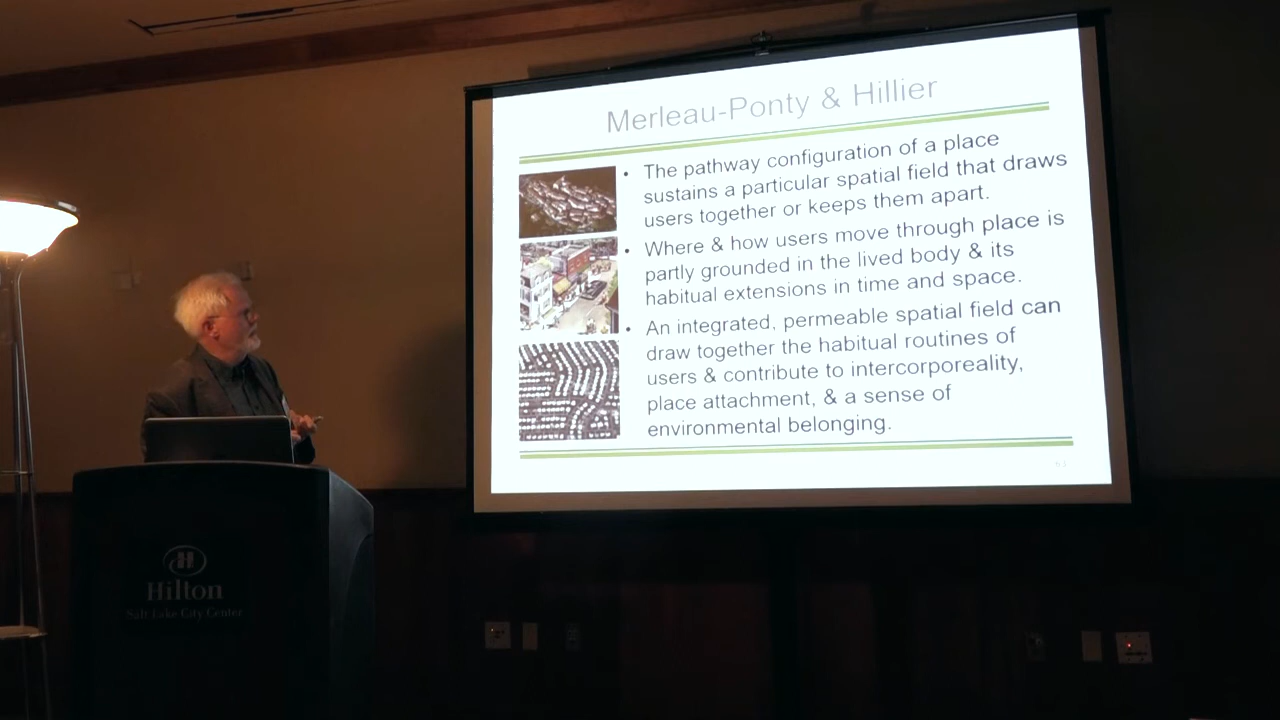 Merleau-Ponty & Hillier
• The pathway configuration of a place
sustains a particular spatial field that draws
users together or keeps them apart.
• Where & how users move through place is
partly grounded in the lived body & its
habitual extensions in time and space.
• An integrated, permeable spatial field can
draw together the habitual routines of
users & contribute to intercorporeality,
place attachment, & a sense of
environmental belonging.
H
Hilton
Salt Lake City Center